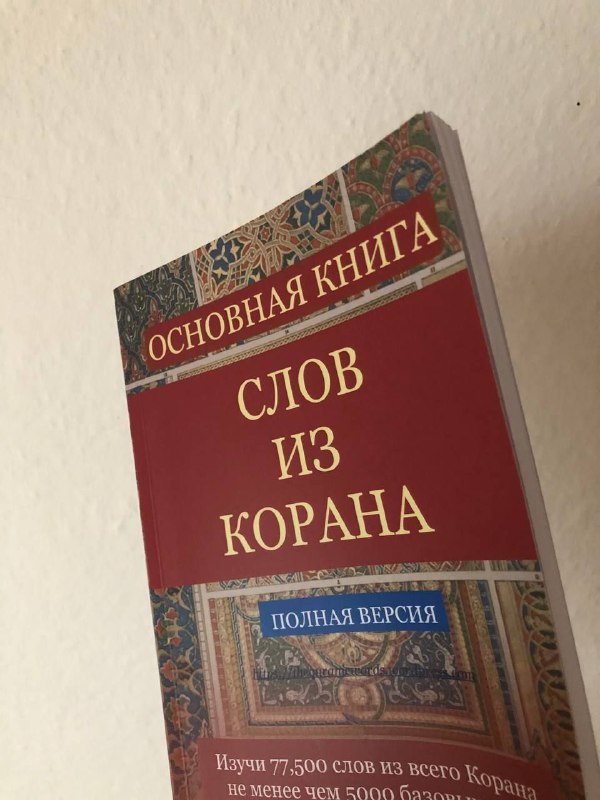 ОСНОВНАЯ КНИГА
СЛОВ
ИЗ
КОРАНА
ПОЛНАЯ ВЕРСИЯ
Изучи 77,500 слов из всего Корана
не менее чем 5000